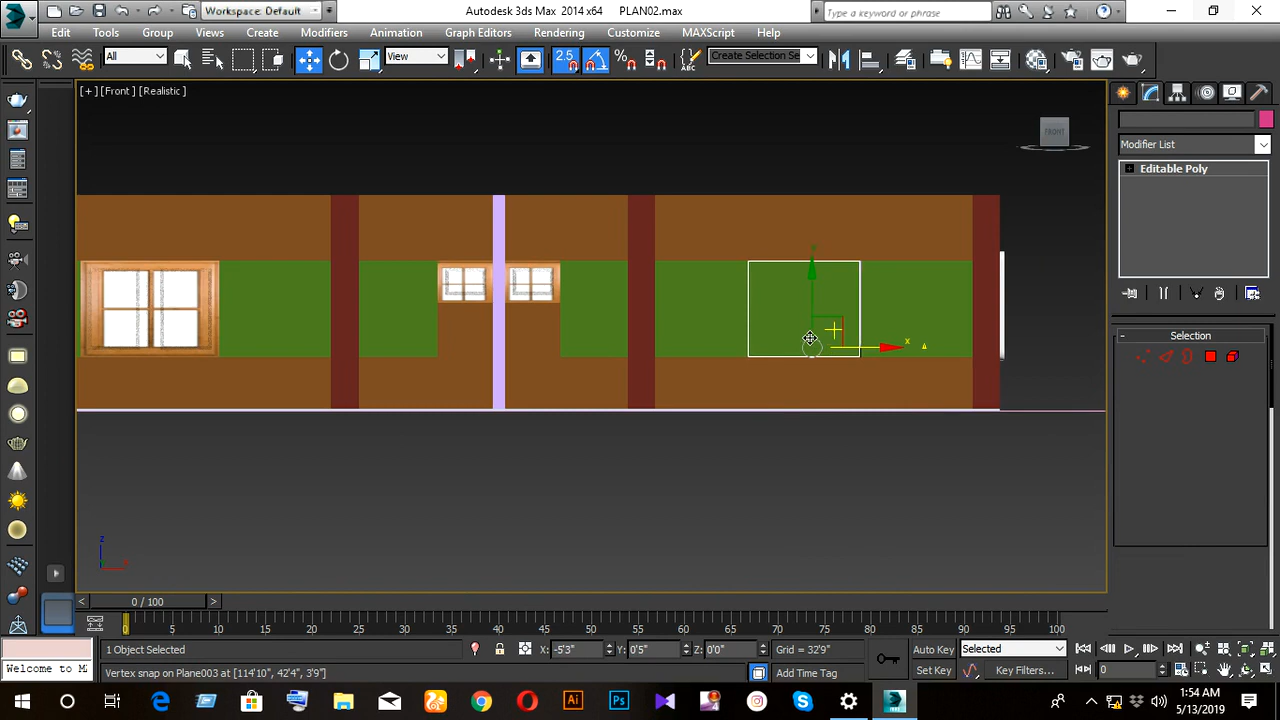 Workspace: Default
Autodesk 3ds Max 2014 x64 PLAN02.max
Type a keyword or phrase
Edit Tools Group Views Create Modifiers Animation Graph Editors Rendering Customize MAXScript Help
All
View
2.5
Create Selection Se
[+] [Front] [Realistic]
FRONT
Modifier List
Editable Poly
Selection
x
z
0 / 100
0 5 10 15 20 25 30 35 40 45 50 55 60 65 70 75 80 85 90 95 100
1 Object Selected
X: -5'3" Y: 0'5" Z: 0'0" Grid = 32'9"
Auto Key Selected
Welcome to M
Vertex snap on Plane003 at [114'10", 42'4", 3'9"]
Add Time Tag
Set Key Key Filters... 0
Ai Ps
1:54 AM
5/13/2019